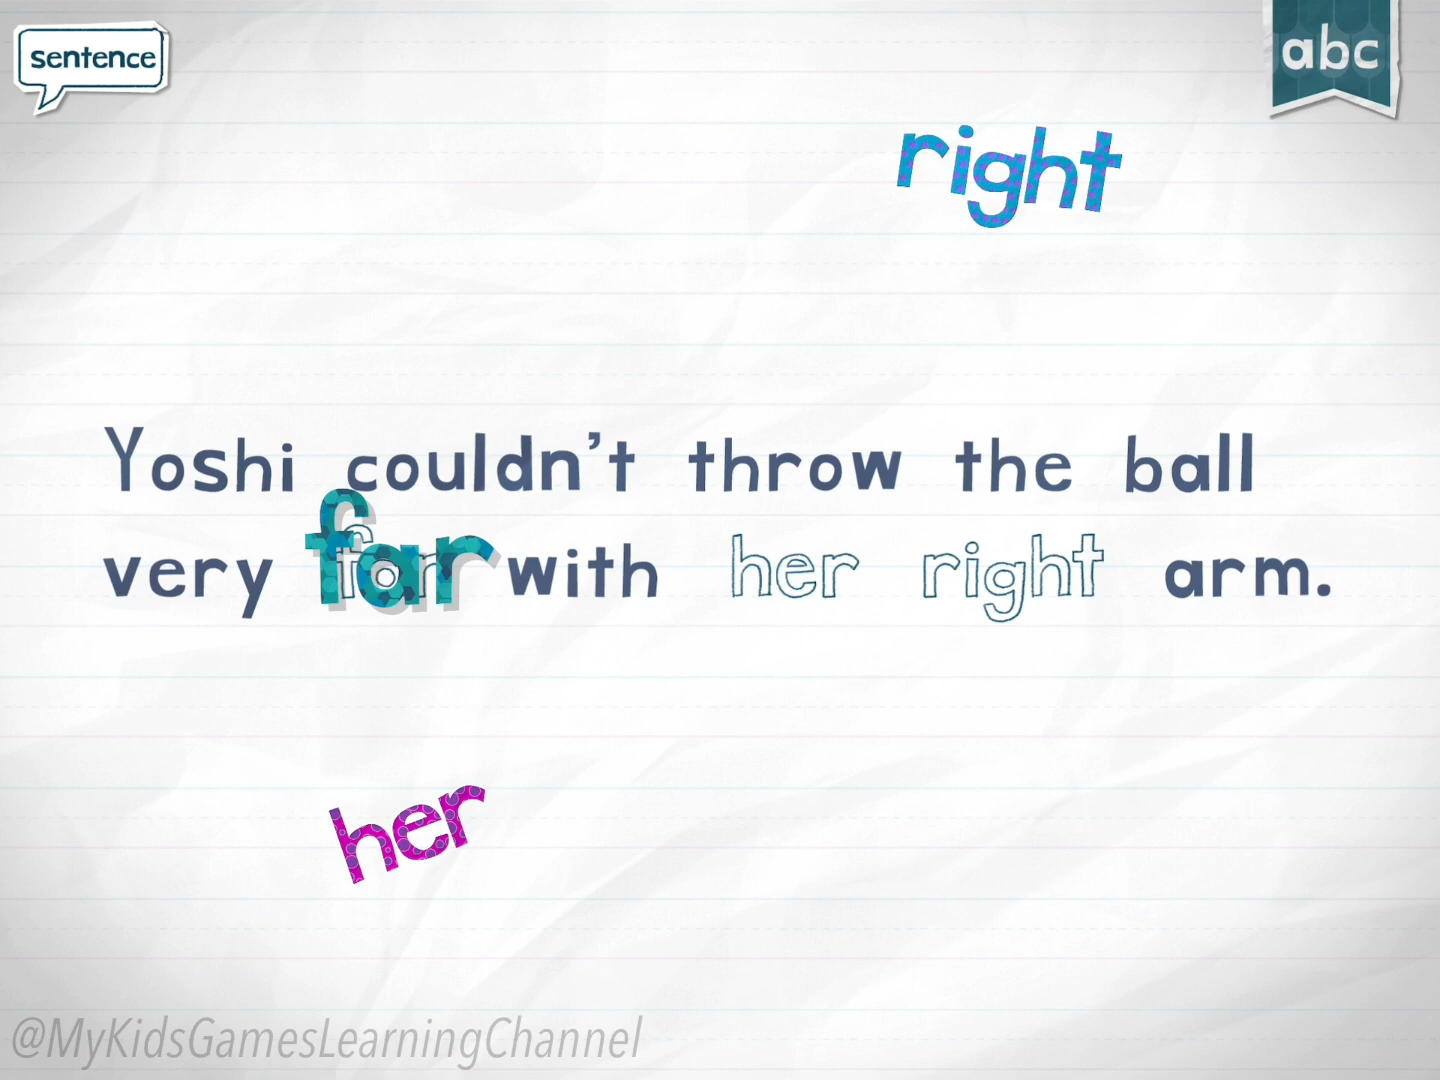 sentence
abc
right
Yoshi couldn't throw the ball
very far with her right arm.
her
@MyKidsGamesLearningChannel